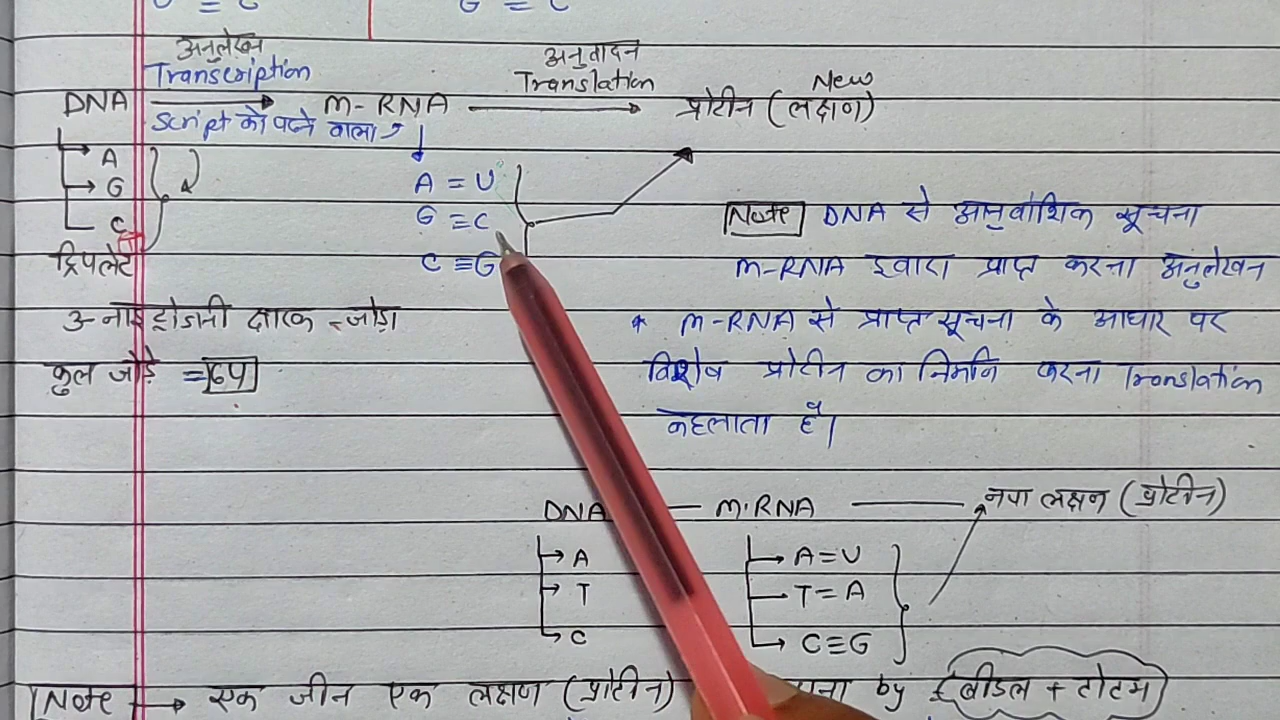 अनुलेखन
Transcription
अनुवादन
Translation
New
DNA → m-RNA → प्रोटीन (लक्षण)
Script को पढने वाला
A
G
C
ट्रिपलेट
A = U
G ≡ C
C ≡ G
Note DNA से आनुवांशिक सूचना
m-RNA द्वारा प्राप्त करना अनुलेखन
3-नाइट्रोजनी क्षारक - जोड़ा
* m-RNA से प्राप्त सूचना के आधार पर
कुल जोड़े = 64
विशेष प्रोटीन का निर्माण करना Translation
कहलाता है।
DNA — m.RNA — नया लक्षन (प्रोटीन)
A
T
C
A = U
T = A
C ≡ G
Note → एक जीन एक लक्षण (प्रोटीन) by (बीडल + टोटम)